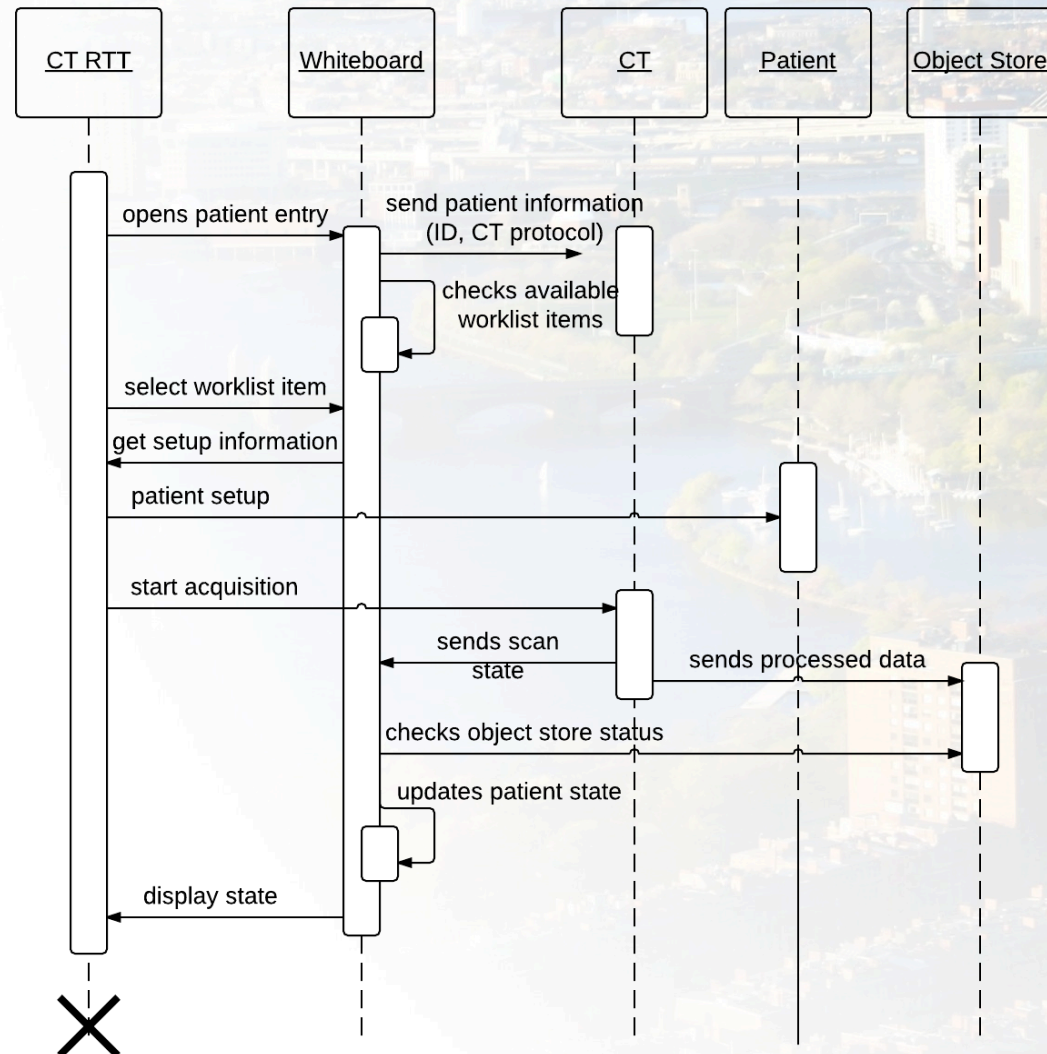 CT RTT
Whiteboard
CT
Patient
Object Store
opens patient entry
send patient information
(ID, CT protocol)
checks available
worklist items
select worklist item
get setup information
patient setup
start acquisition
sends scan
state
sends processed data
checks object store status
updates patient state
display state